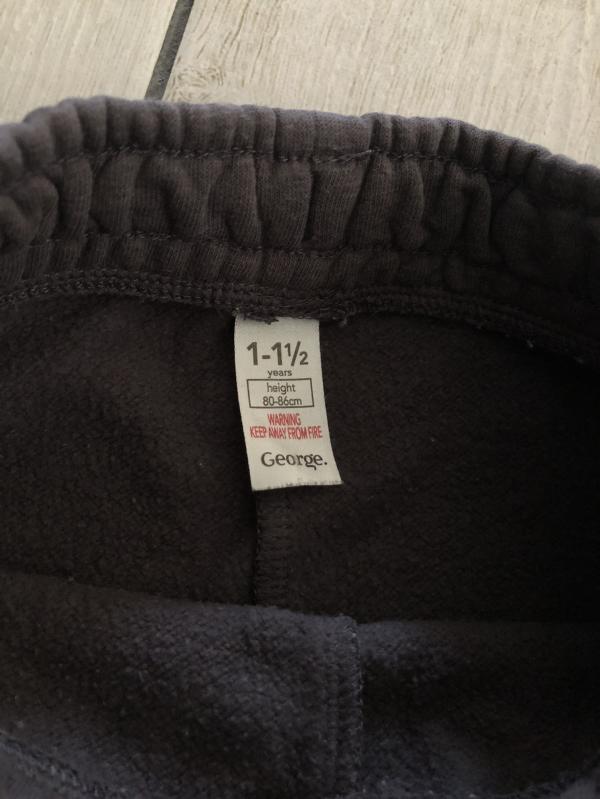 1-1½
years
height
80-86cm
WARNING
KEEP AWAY FROM FIRE
George.